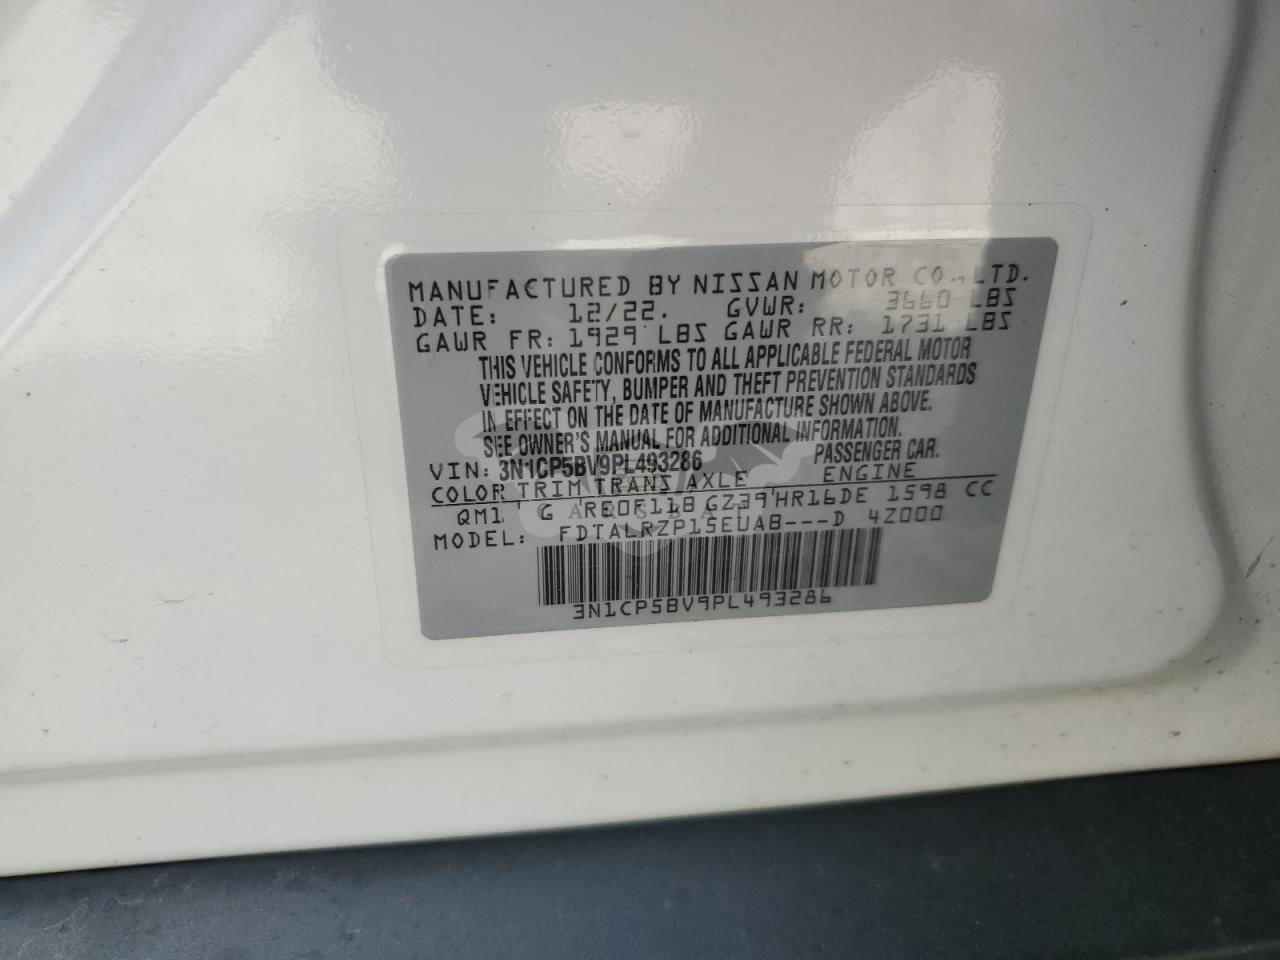 MANUFACTURED BY NISSAN MOTOR CO., LTD.
DATE: 12/22. GVWR: 3660 LBS
GAWR FR: 1929 LBS GAWR RR: 1731 LBS
THIS VEHICLE CONFORMS TO ALL APPLICABLE FEDERAL MOTOR
VEHICLE SAFETY, BUMPER AND THEFT PREVENTION STANDARDS
IN EFFECT ON THE DATE OF MANUFACTURE SHOWN ABOVE.
SEE OWNER'S MANUAL FOR ADDITIONAL INFORMATION.
VIN: 3N1CP5BV9PL493286 PASSENGER CAR.
COLOR TRIM TRANS AXLE ENGINE
QM1 G RE0F11B GZ39 HR16DE 1598 CC
MODEL: FDTALRZP15EUAB---D 4Z000
3N1CP5BV9PL493286